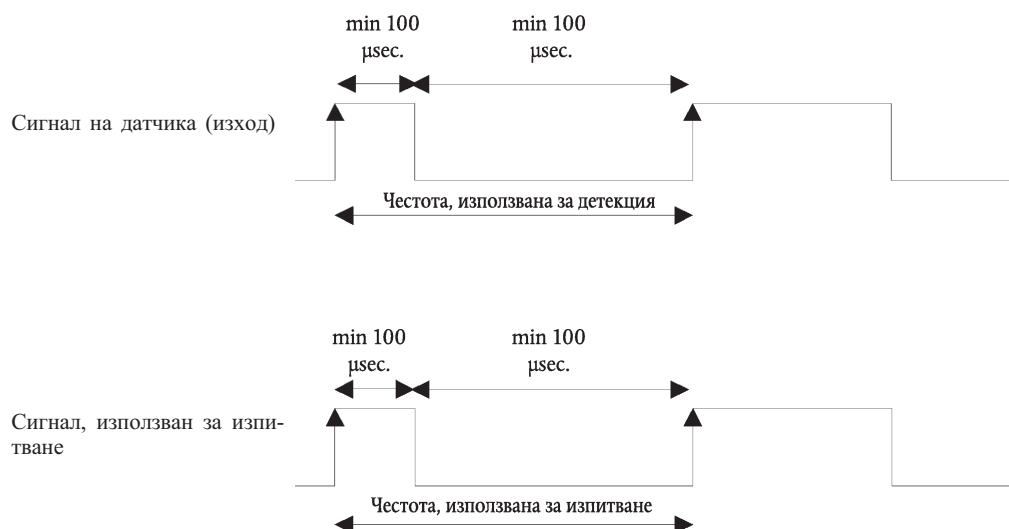 min 100
µsec.
min 100
µsec.
Сигнал на датчика (изход)
Честота, използвана за детекция
min 100
µsec.
min 100
µsec.
Сигнал, използван за изпи-
тване
Честота, използвана за изпитване